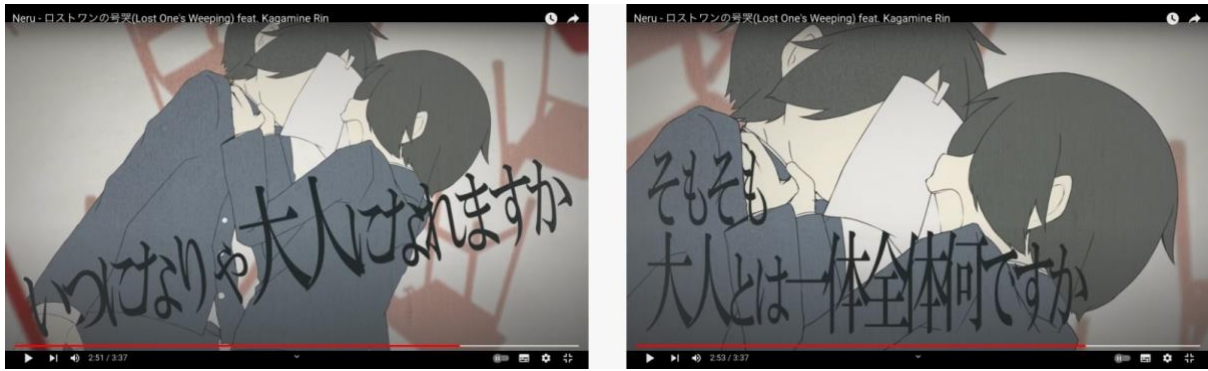 Neru - ロストワンの号哭(Lost One's Weeping) feat. Kagamine Rin
いつになりゃ大人になれますか
2:51 / 3:37
Neru - ロストワンの号哭(Lost One's Weeping) feat. Kagamine Rin
そもそも
大人とは一体全体何ですか
2:53 / 3:37